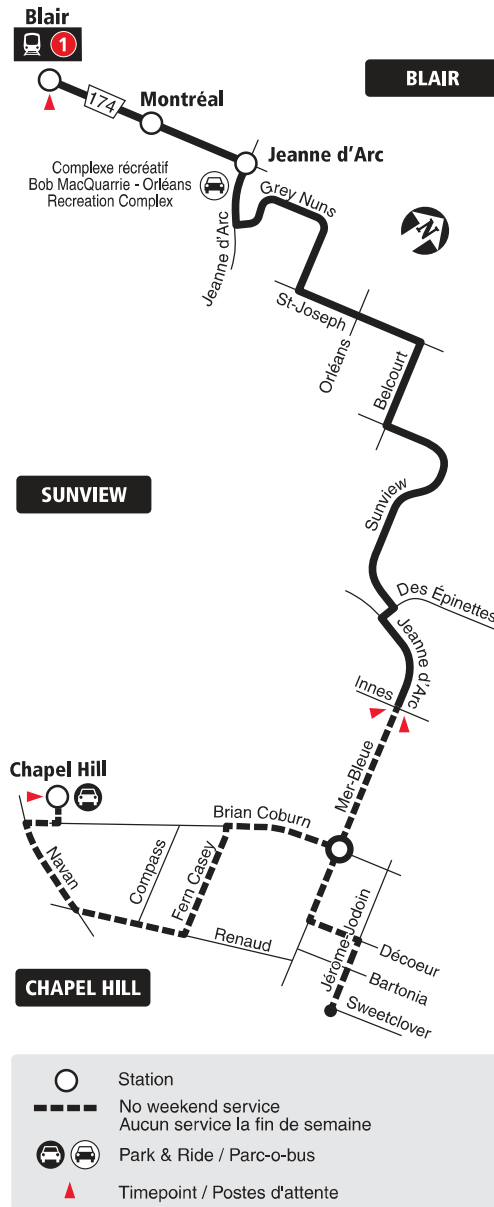 Blair
1
BLAIR
174
Montréal
Jeanne d'Arc
Complexe récréatif
Bob MacQuarrie - Orléans
Recreation Complex
Grey Nuns
Jeanne d'Arc
N
St-Joseph
Orléans
Belcourt
SUNVIEW
Sunview
Des Épinettes
Jeanne d'Arc
Innes
Mer-Bleue
Chapel Hill
Brian Coburn
Navan
Compass
Fern Casey
Renaud
Jérome-Jodoin
Décoeur
Bartonia
Sweetclover
CHAPEL HILL
Station
No weekend service
Aucun service la fin de semaine
Park & Ride / Parc-o-bus
Timepoint / Postes d'attente